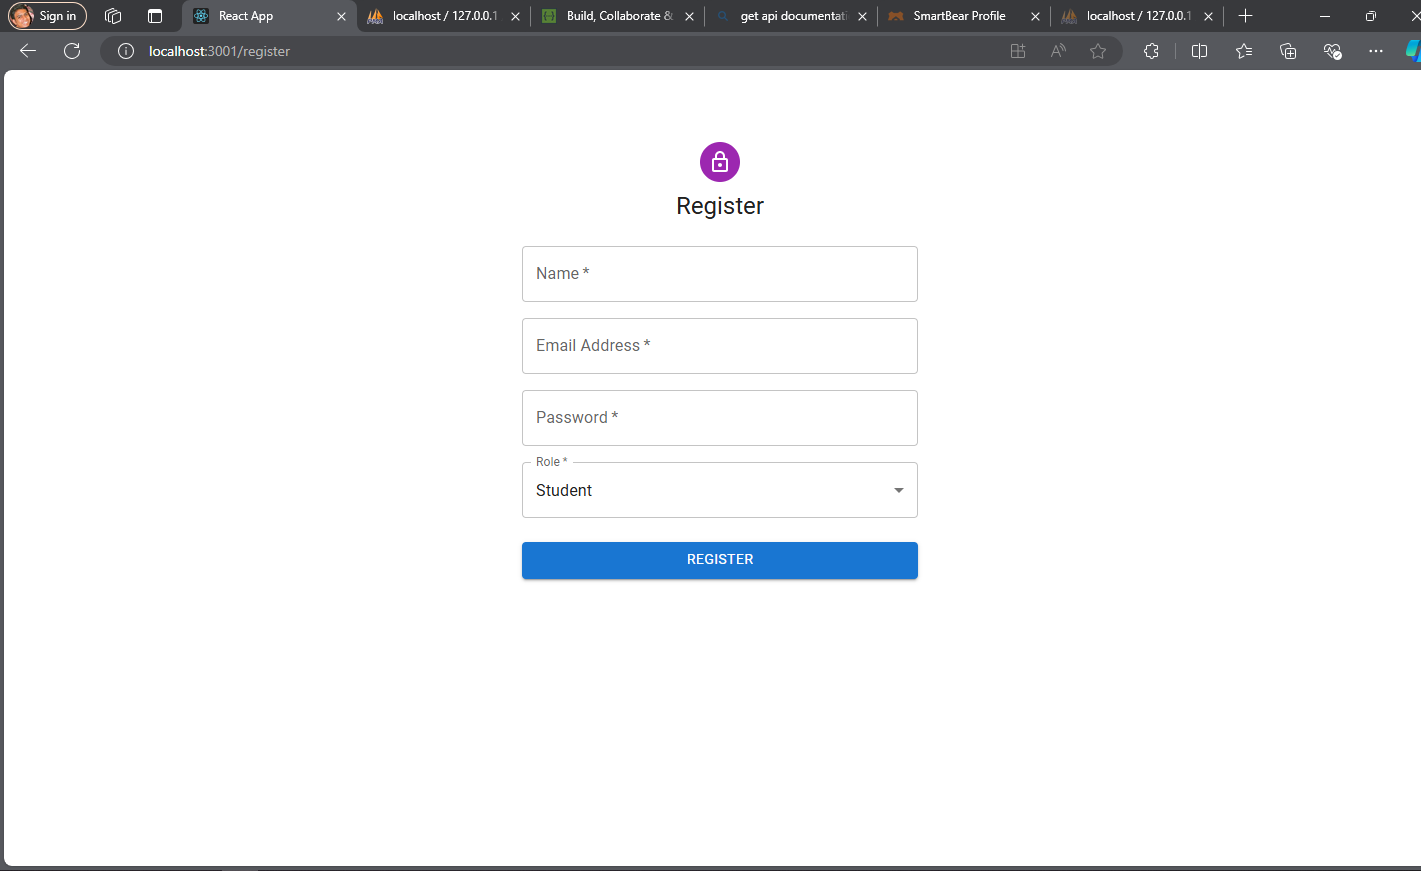 Sign in
React App
localhost / 127.0.0.1
Build, Collaborate &
get api documentati
SmartBear Profile
localhost / 127.0.0.1
localhost:3001/register
Register
Name *
Email Address *
Password *
Role *
Student
REGISTER